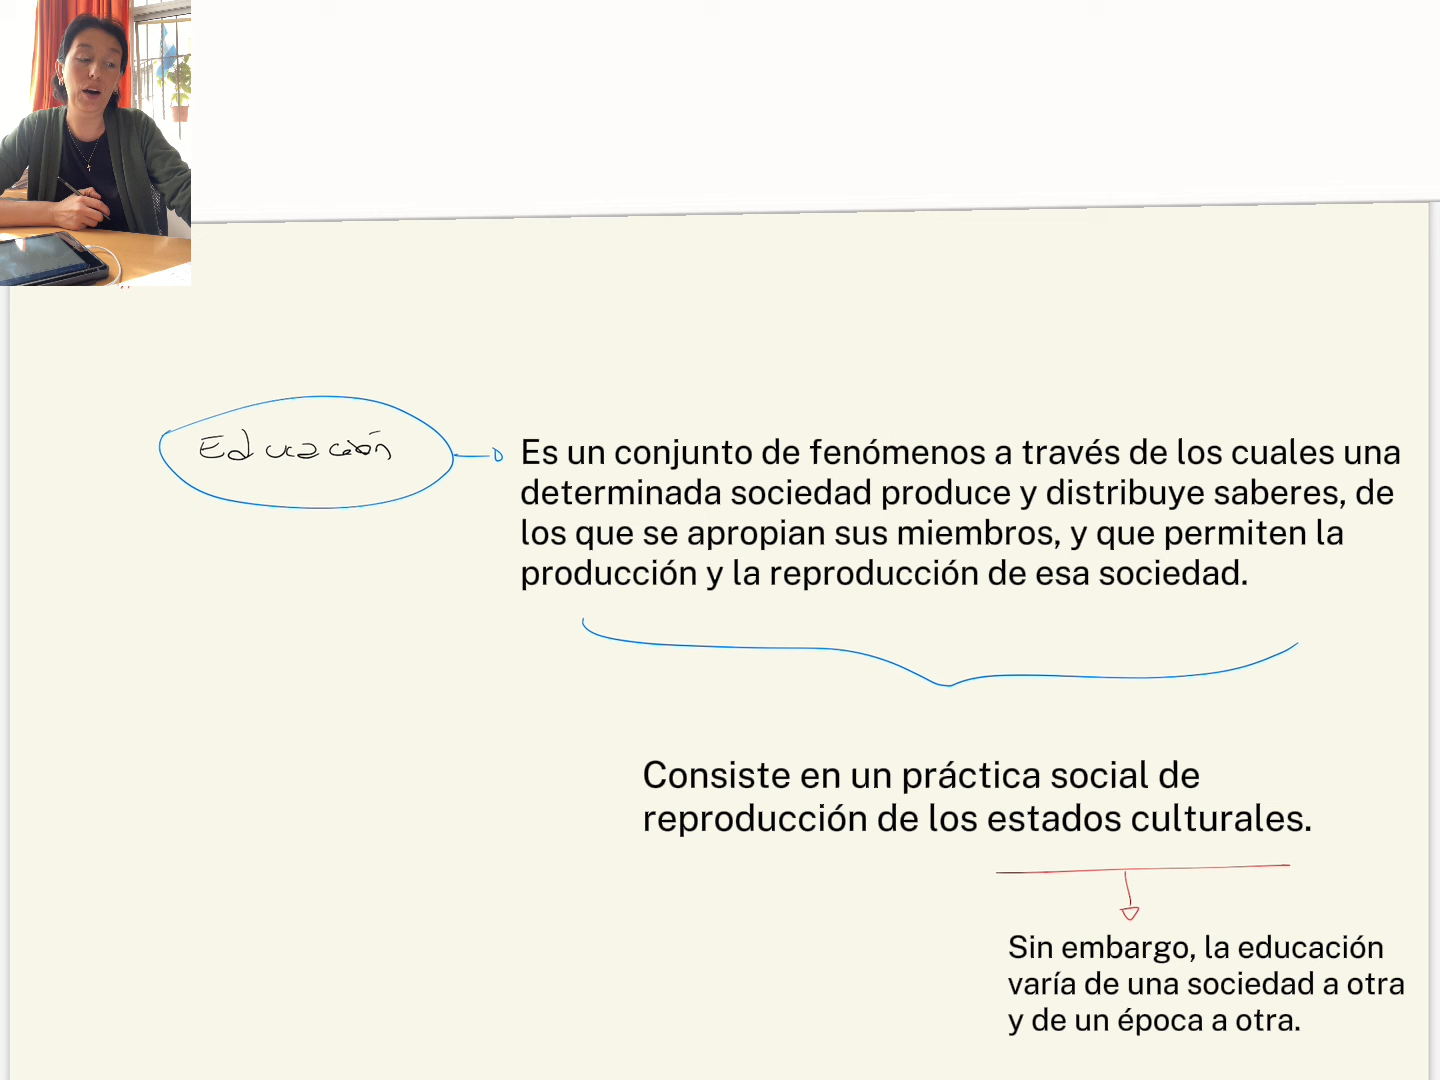 Educación
Es un conjunto de fenómenos a través de los cuales una
determinada sociedad produce y distribuye saberes, de
los que se apropian sus miembros, y que permiten la
producción y la reproducción de esa sociedad.
Consiste en un práctica social de
reproducción de los estados culturales.
Sin embargo, la educación
varía de una sociedad a otra
y de un época a otra.